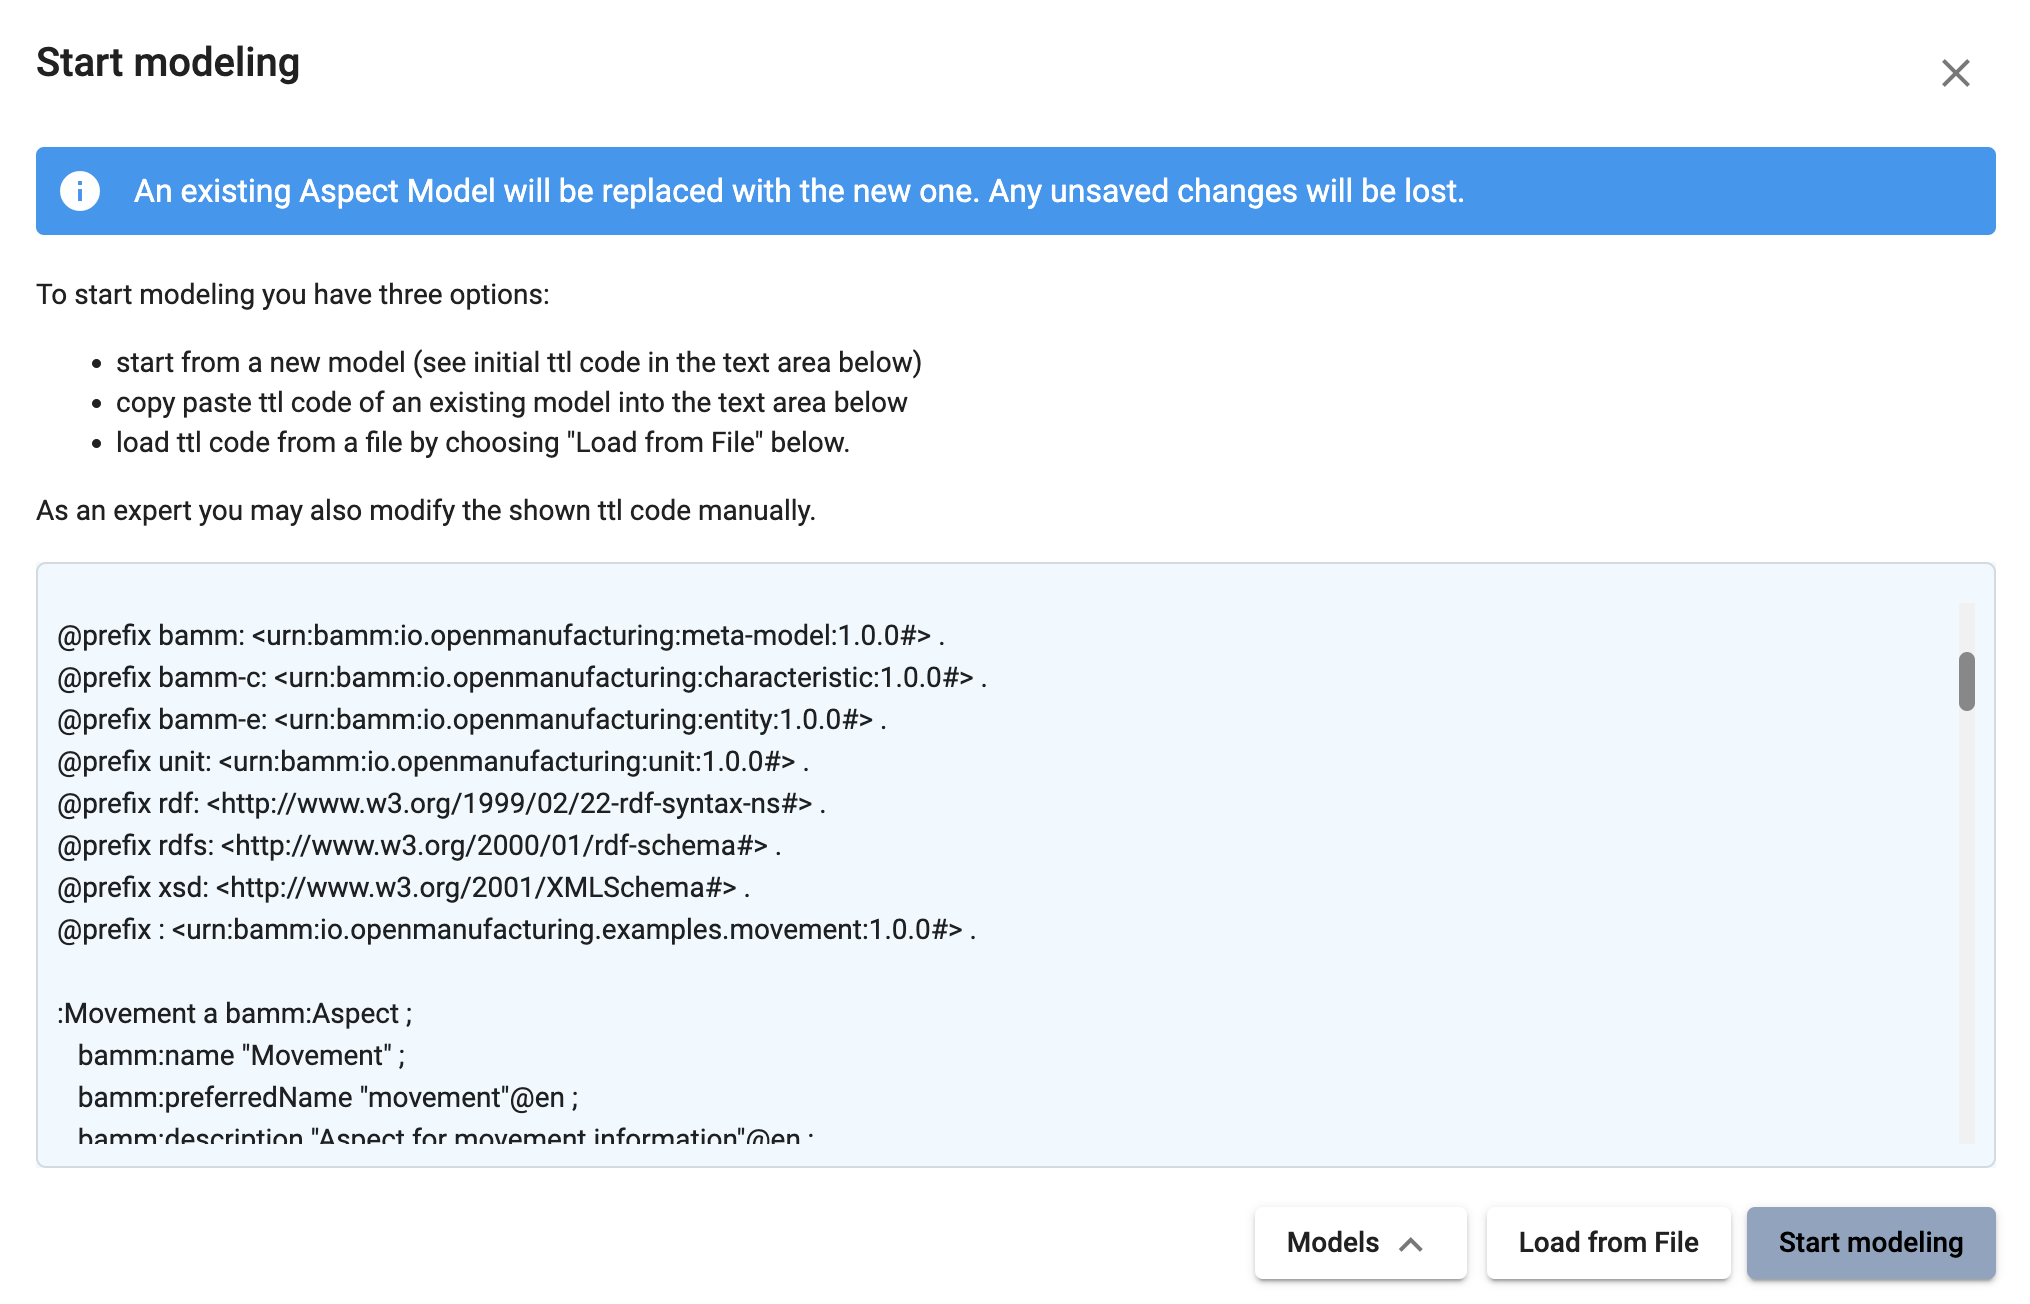 Start modeling
An existing Aspect Model will be replaced with the new one. Any unsaved changes will be lost.
To start modeling you have three options:
• start from a new model (see initial ttl code in the text area below)
• copy paste ttl code of an existing model into the text area below
• load ttl code from a file by choosing "Load from File" below.
As an expert you may also modify the shown ttl code manually.
@prefix bamm: <urn:bamm:io.openmanufacturing:meta-model:1.0.0#> .
@prefix bamm-c: <urn:bamm:io.openmanufacturing:characteristic:1.0.0#> .
@prefix bamm-e: <urn:bamm:io.openmanufacturing:entity:1.0.0#> .
@prefix unit: <urn:bamm:io.openmanufacturing:unit:1.0.0#> .
@prefix rdf: <http://www.w3.org/1999/02/22-rdf-syntax-ns#> .
@prefix rdfs: <http://www.w3.org/2000/01/rdf-schema#> .
@prefix xsd: <http://www.w3.org/2001/XMLSchema#> .
@prefix : <urn:bamm:io.openmanufacturing.examples.movement:1.0.0#> .
:Movement a bamm:Aspect ;
bamm:name "Movement" ;
bamm:preferredName "movement"@en ;
bamm:description "Aspect for movement information"@en ;
Models
Load from File
Start modeling